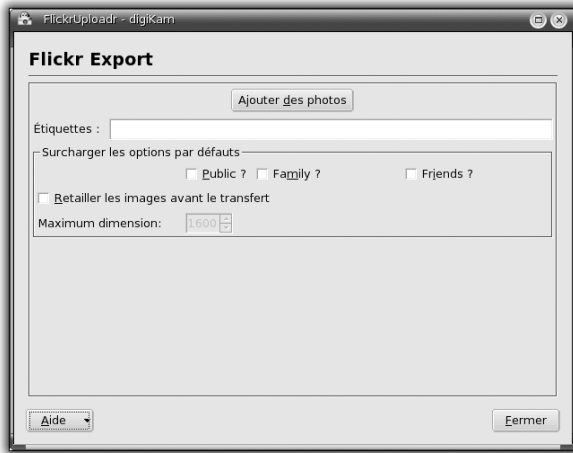 FlickrUploadr - digiKam
Flickr Export
Ajouter des photos
Étiquettes :
Surcharger les options par défauts
Public ? Family ? Friends ?
Retailler les images avant le transfert
Maximum dimension: 1600
Aide Fermer